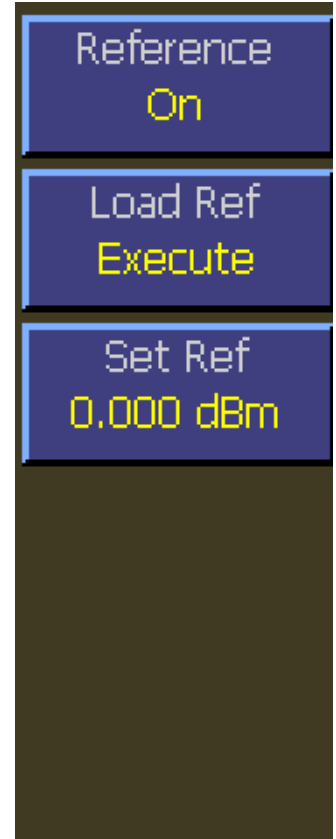 Reference
On
Load Ref
Execute
Set Ref
0.000 dBm